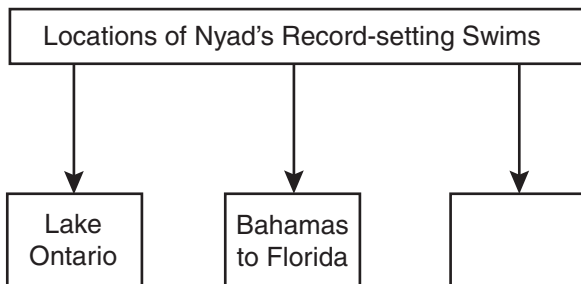 Locations of Nyad’s Record-setting Swims
Lake
Ontario
Bahamas
to Florida